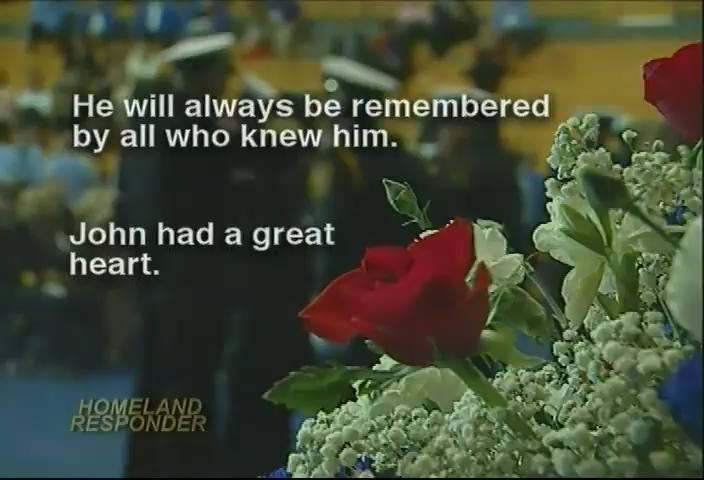 He will always be remembered
by all who knew him.
John had a great
heart.
HOMELAND
RESPONDER